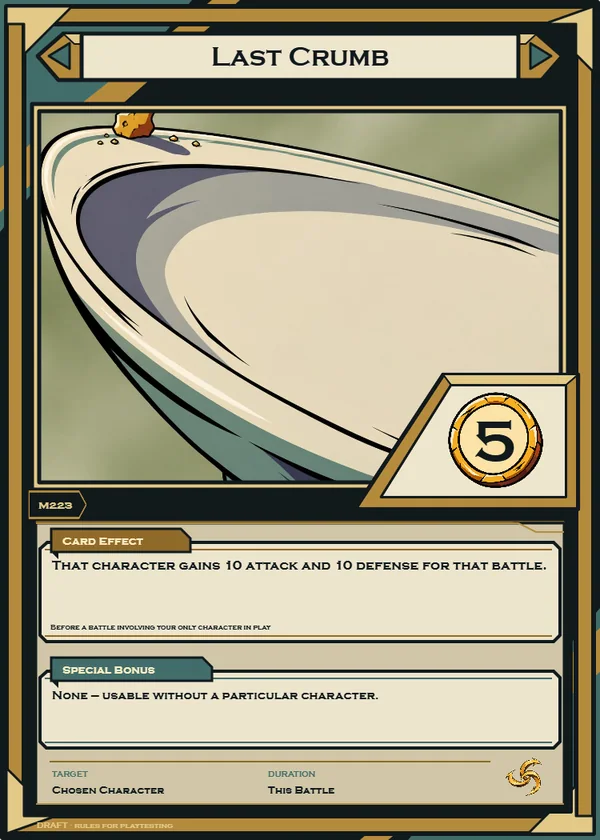 Last Crumb
5
M223
Card Effect
That character gains 10 attack and 10 defense for that battle.
Before a battle involving your only character in play
Special Bonus
None — usable without a particular character.
Target
Duration
Chosen Character
This Battle
DRAFT · Rules for playtesting